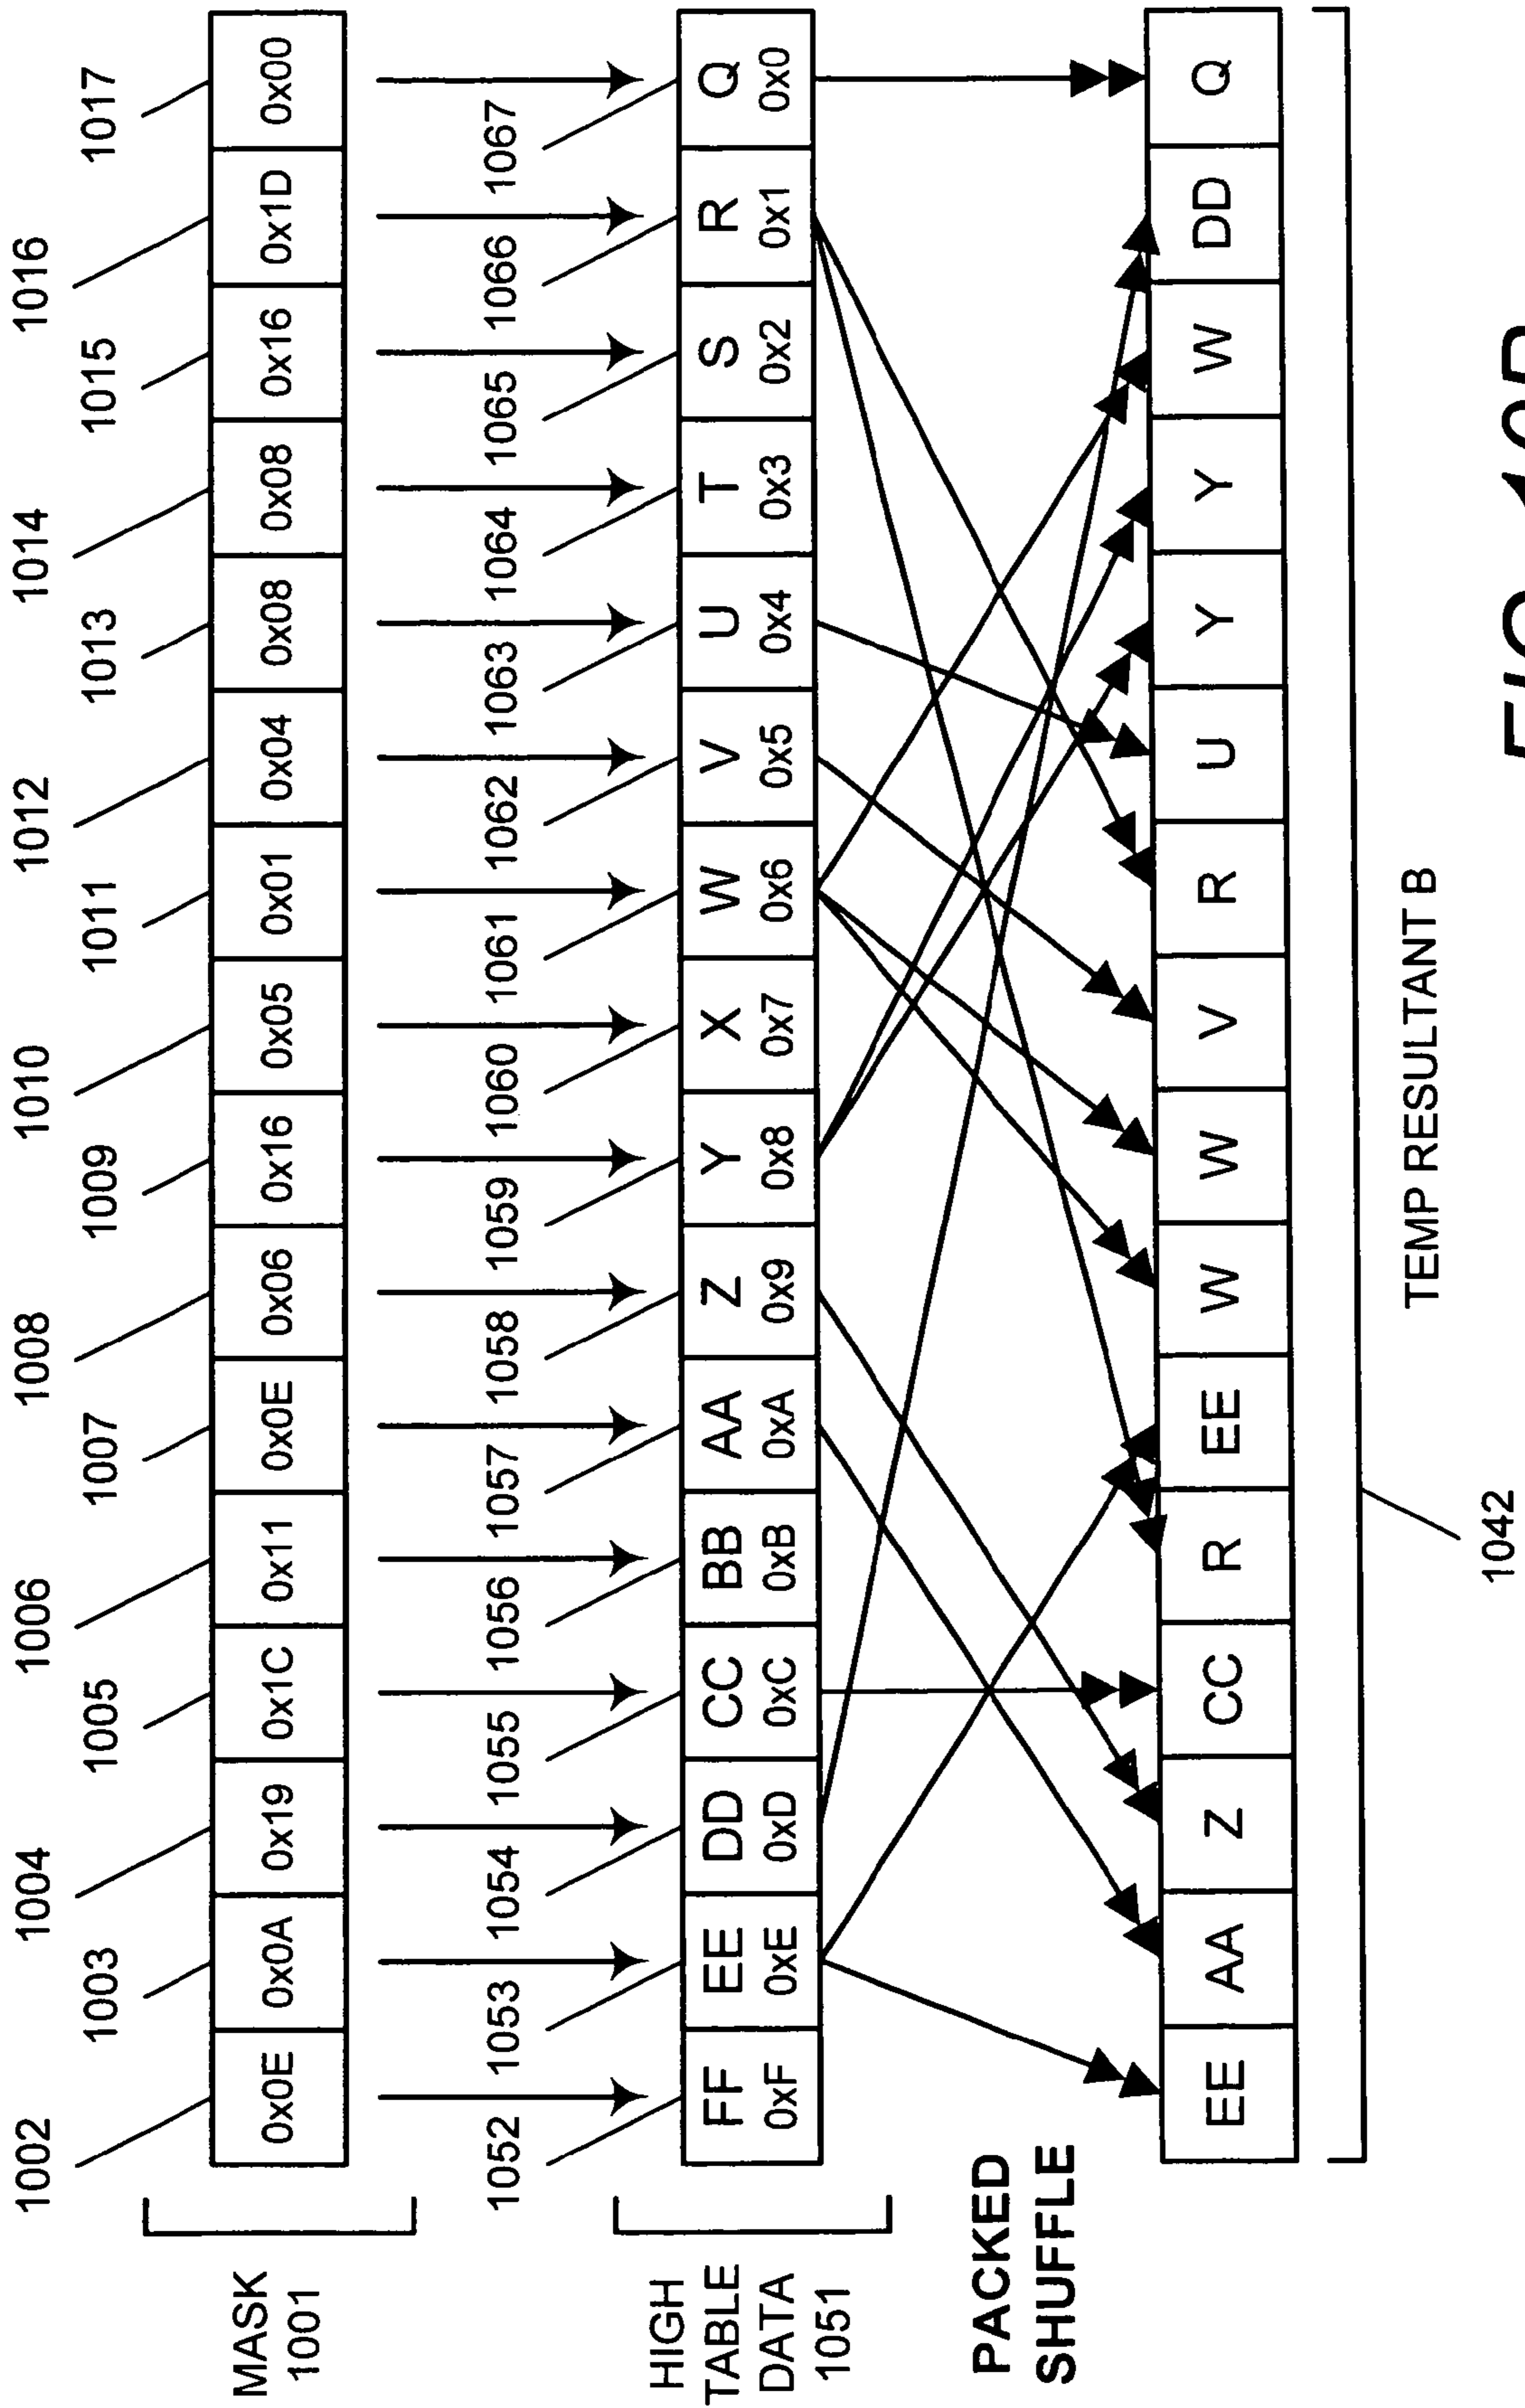 1002 1003 1004 1005 1006 1007 1008 1009 1010 1011 1012 1013 1014 1015 1016 1017
MASK
1001
0x0E 0x0A 0x19 0x1C 0x11 0x0E 0x06 0x16 0x05 0x01 0x04 0x08 0x08 0x16 0x1D 0x00
1052 1053 1054 1055 1056 1057 1058 1059 1060 1061 1062 1063 1064 1065 1066 1067
HIGH
TABLE
DATA
1051
FF EE DD CC BB AA Z Y X W V U T S R Q
0xF 0xE 0xD 0xC 0xB 0xA 0x9 0x8 0x7 0x6 0x5 0x4 0x3 0x2 0x1 0x0
PACKED
SHUFFLE
EE AA Z CC R EE W W V R U Y Y W DD Q
TEMP RESULTANT B
1042